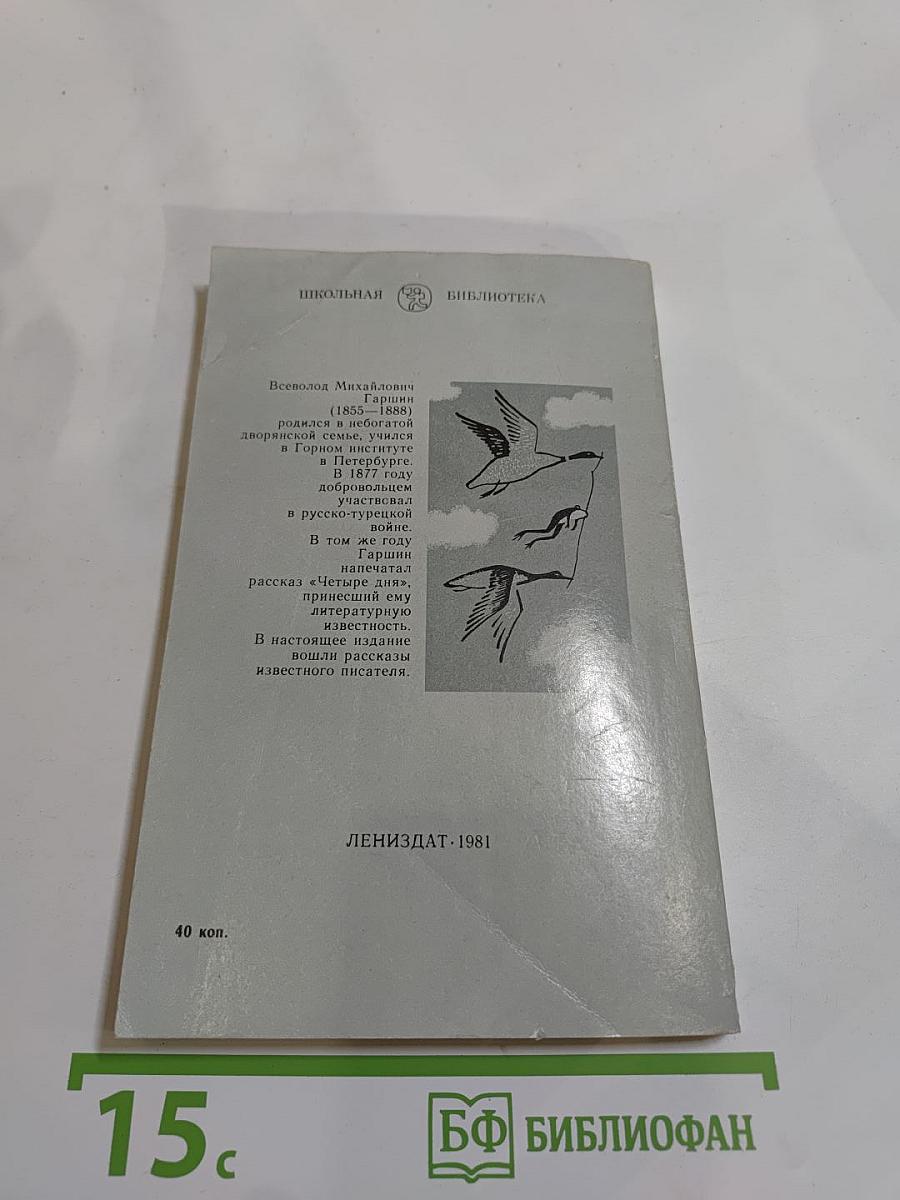 ШКОЛЬНАЯ БИБЛИОТЕКА
Всеволод Михайлович
Гаршин
(1855—1888)
родился в небогатой
дворянской семье, учился
в Горном институте
в Петербурге.
В 1877 году
добровольцем
участвовал
в русско-турецкой
войне.
В том же году
Гаршин
напечатал
рассказ «Четыре дня»,
принесший ему
литературную
известность.
В настоящее издание
вошли рассказы
известного писателя.
ЛЕНИЗДАТ · 1981
40 коп.
15 с
БФ БИБЛИОФАН